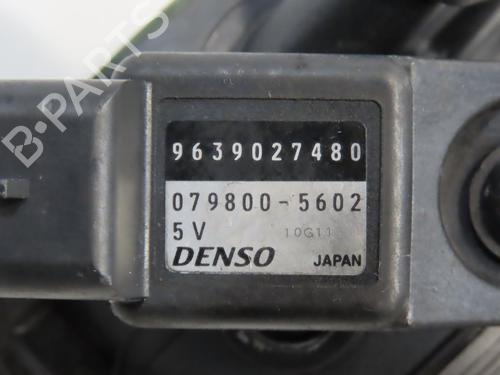 B-PARTS
9639027480
079800-5602
5V 10G11
DENSO JAPAN